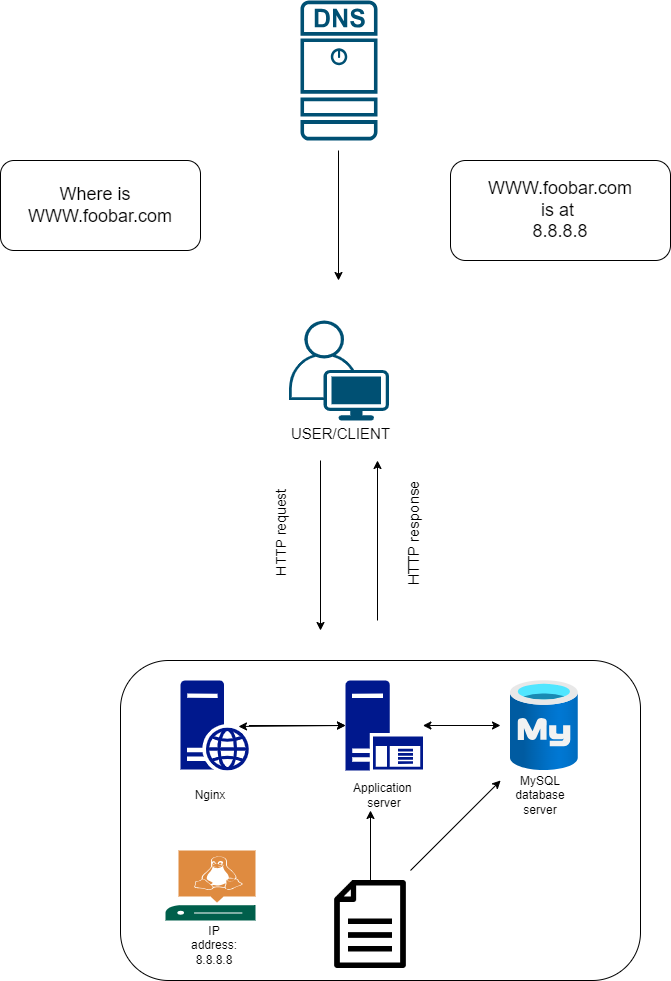 DNS
Where is
WWW.foobar.com
WWW.foobar.com
is at
8.8.8.8
USER/CLIENT
HTTP request
HTTP response
My
Nginx
Application
server
MySQL
database
server
IP
address:
8.8.8.8